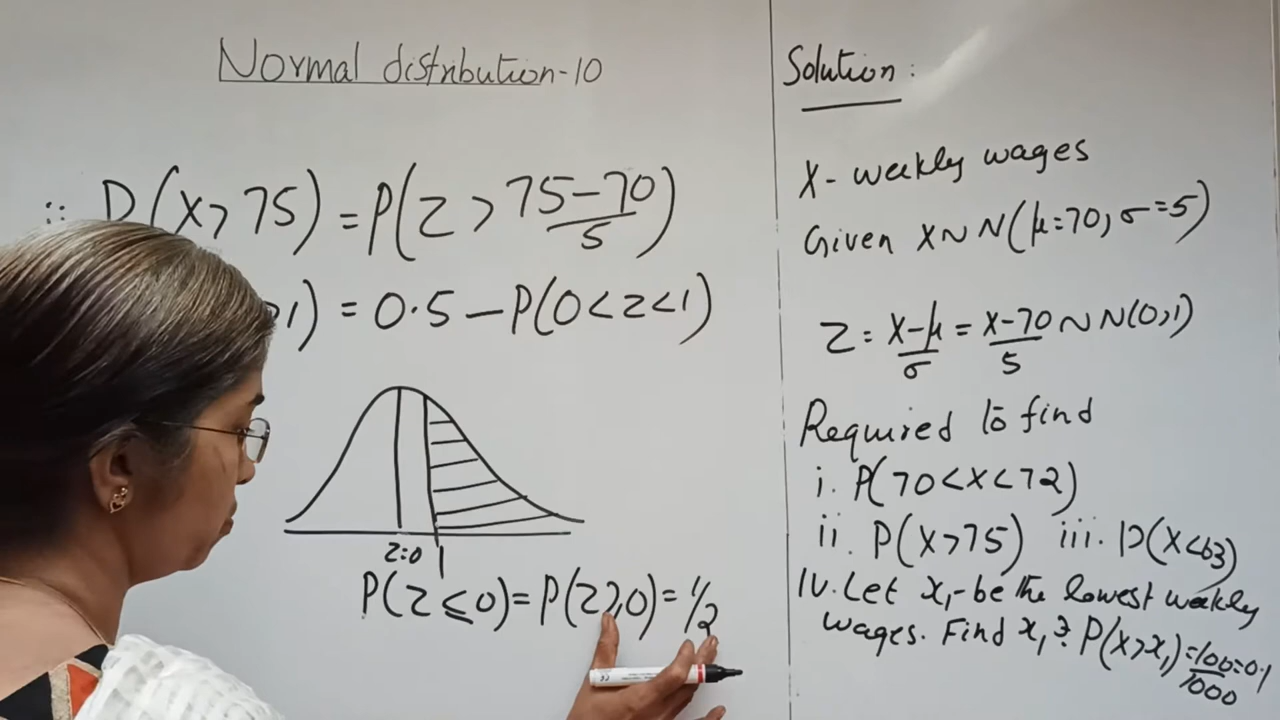 Normal distribution-10
:: P(X>75) = P(Z > 75-70/5)
>1) = 0.5 - P(0<Z<1)
Z=0 1
P(Z≤0) = P(Z≥0) = 1/2
Solution:
X- weekly wages
Given X~N(μ=70, σ=5)
Z = X-μ/σ = X-70/5 ~ N(0,1)
Required to find
i. P(70<X<72)
ii. P(X>75) iii. P(X<63)
IV. Let x₁- be the lowest weekly
wages. Find x₁ ∋ P(X>x₁) = 100/1000 = 0.1